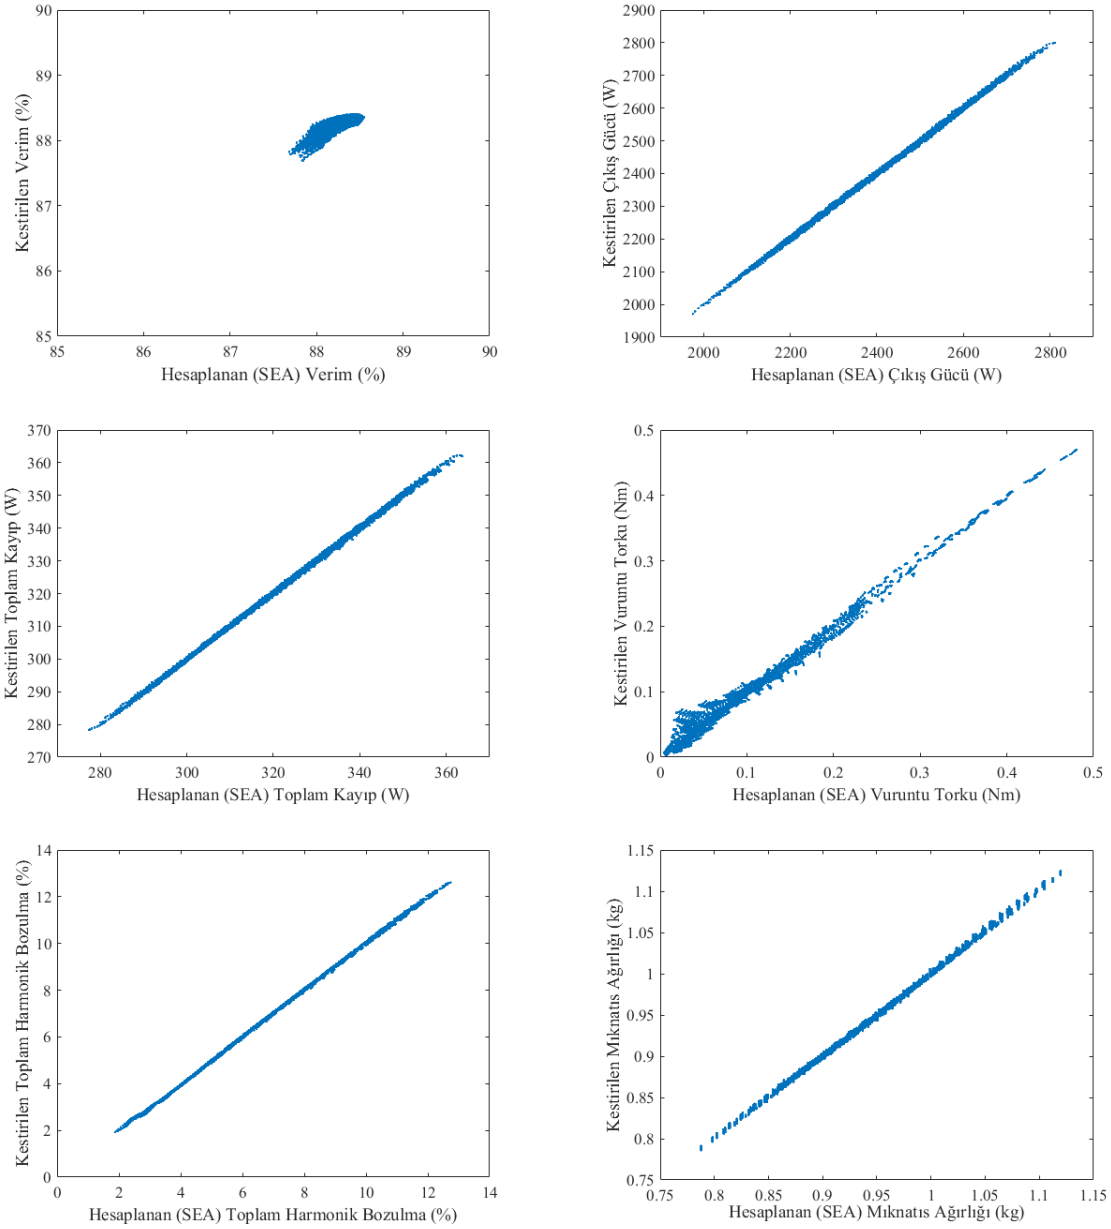 90
89
88
87
86
85
Kestirilen Verim (%)
85 86 87 88 89 90
Hesaplanan (SEA) Verim (%)
2900
2800
2700
2600
2500
2400
2300
2200
2100
2000
1900
Kestirilen Çıkış Gücü (W)
2000 2200 2400 2600 2800
Hesaplanan (SEA) Çıkış Gücü (W)
370
360
350
340
330
320
310
300
290
280
270
Kestirilen Toplam Kayıp (W)
280 300 320 340 360
Hesaplanan (SEA) Toplam Kayıp (W)
0.5
0.4
0.3
0.2
0.1
0
Kestirilen Vuruntu Torku (Nm)
0 0.1 0.2 0.3 0.4 0.5
Hesaplanan (SEA) Vuruntu Torku (Nm)
14
12
10
8
6
4
2
0
Kestirilen Toplam Harmonik Bozulma (%)
0 2 4 6 8 10 12 14
Hesaplanan (SEA) Toplam Harmonik Bozulma (%)
1.15
1.1
1.05
1
0.95
0.9
0.85
0.8
0.75
Kestirilen Mıknatıs Ağırlığı (kg)
0.75 0.8 0.85 0.9 0.95 1 1.05 1.1 1.15
Hesaplanan (SEA) Mıknatıs Ağırlığı (kg)